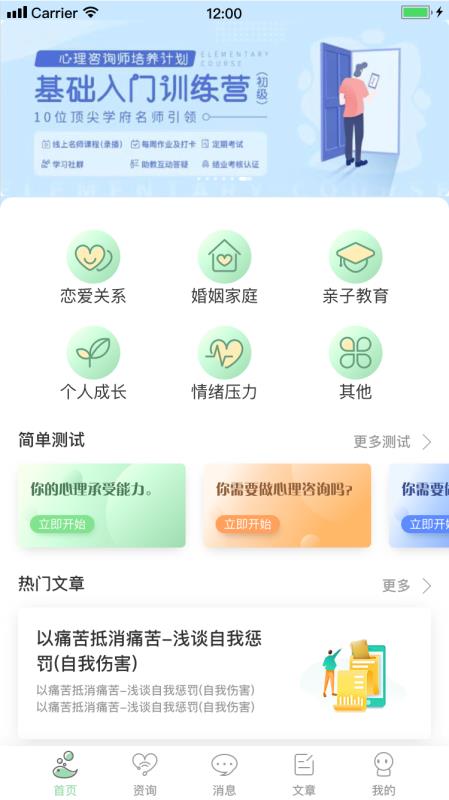 Carrier 12:00
心理咨询师培养计划
ELEMENTARY
COURSE
基础入门训练营(初级)
10位顶尖学府名师引领
线上名师课程(录播) 每周作业及打卡 定期考试
学习社群 助教互动答疑 结业考核认证
恋爱关系 婚姻家庭 亲子教育
个人成长 情绪压力 其他
简单测试 更多测试
你的心理承受能力。 你需要做心理咨询吗? 你需要
立即开始 立即开始 立即开始
热门文章 更多
以痛苦抵消痛苦-浅谈自我惩
罚(自我伤害)
以痛苦抵消痛苦-浅谈自我惩罚(自我伤害)
以痛苦抵消痛苦-浅谈自我惩罚(自我伤害)
首页 咨询 消息 文章 我的